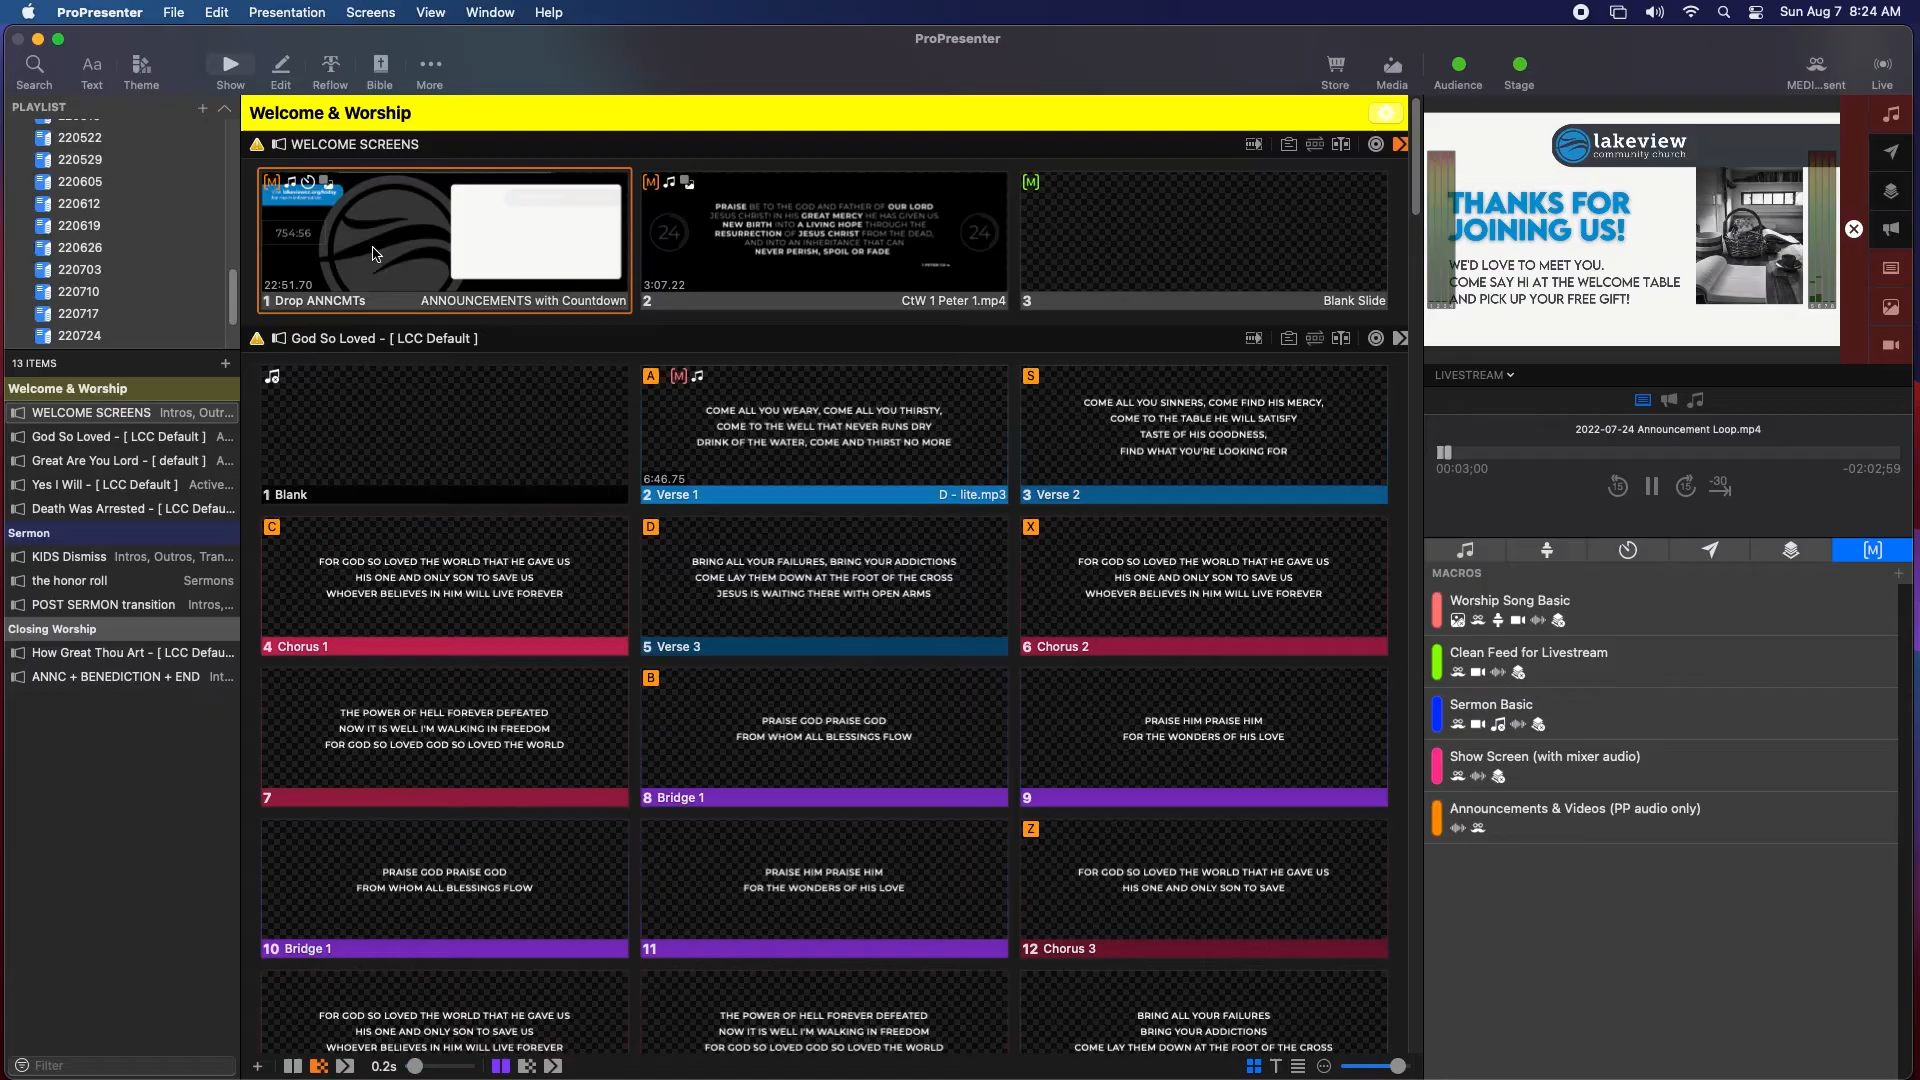 ProPresenter File Edit Presentation Screens View Window Help
Sun Aug 7 8:24 AM
ProPresenter
Search Text Theme Show Edit Reflow Bible More
Store Media Audience Stage MEDI...sent Live
PLAYLIST
220522
220529
220605
220612
220619
220626
220703
220710
220717
220724
13 ITEMS
Welcome & Worship
WELCOME SCREENS Intros, Outr...
God So Loved - [ LCC Default ] A...
Great Are You Lord - [ default ] A...
Yes I Will - [ LCC Default ] Active...
Death Was Arrested - [ LCC Defau...
Sermon
KIDS Dismiss Intros, Outros, Tran...
the honor roll Sermons
POST SERMON transition Intros,...
Closing Worship
How Great Thou Art - [ LCC Defau...
ANNC + BENEDICTION + END Int...
Filter
Welcome & Worship
WELCOME SCREENS
[M]
754:56
22:51.70
1 Drop ANNCMTs ANNOUNCEMENTS with Countdown
[M]
24
PRAISE BE TO THE GOD AND FATHER OF OUR LORD
JESUS CHRIST! IN HIS GREAT MERCY HE HAS GIVEN US
NEW BIRTH INTO A LIVING HOPE THROUGH THE
RESURRECTION OF JESUS CHRIST FROM THE DEAD,
AND INTO AN INHERITANCE THAT CAN
NEVER PERISH, SPOIL OR FADE
24
3:07.22
2 CtW 1 Peter 1.mp4
[M]
3 Blank Slide
God So Loved - [ LCC Default ]
1 Blank
A [M]
COME ALL YOU WEARY, COME ALL YOU THIRSTY,
COME TO THE WELL THAT NEVER RUNS DRY
DRINK OF THE WATER, COME AND THIRST NO MORE
6:46.75
2 Verse 1 D - lite.mp3
S
COME ALL YOU SINNERS, COME FIND HIS MERCY,
COME TO THE TABLE HE WILL SATISFY
TASTE OF HIS GOODNESS,
FIND WHAT YOU'RE LOOKING FOR
3 Verse 2
C
FOR GOD SO LOVED THE WORLD THAT HE GAVE US
HIS ONE AND ONLY SON TO SAVE US
WHOEVER BELIEVES IN HIM WILL LIVE FOREVER
4 Chorus 1
D
BRING ALL YOUR FAILURES, BRING YOUR ADDICTIONS
COME LAY THEM DOWN AT THE FOOT OF THE CROSS
JESUS IS WAITING THERE WITH OPEN ARMS
5 Verse 3
X
FOR GOD SO LOVED THE WORLD THAT HE GAVE US
HIS ONE AND ONLY SON TO SAVE US
WHOEVER BELIEVES IN HIM WILL LIVE FOREVER
6 Chorus 2
THE POWER OF HELL FOREVER DEFEATED
NOW IT IS WELL I'M WALKING IN FREEDOM
FOR GOD SO LOVED GOD SO LOVED THE WORLD
7
B
PRAISE GOD PRAISE GOD
FROM WHOM ALL BLESSINGS FLOW
8 Bridge 1
PRAISE HIM PRAISE HIM
FOR THE WONDERS OF HIS LOVE
9
PRAISE GOD PRAISE GOD
FROM WHOM ALL BLESSINGS FLOW
10 Bridge 1
PRAISE HIM PRAISE HIM
FOR THE WONDERS OF HIS LOVE
11
Z
FOR GOD SO LOVED THE WORLD THAT HE GAVE US
HIS ONE AND ONLY SON TO SAVE
12 Chorus 3
FOR GOD SO LOVED THE WORLD THAT HE GAVE US
HIS ONE AND ONLY SON TO SAVE US
WHOEVER BELIEVES IN HIM WILL LIVE FOREVER
THE POWER OF HELL FOREVER DEFEATED
NOW IT IS WELL I'M WALKING IN FREEDOM
FOR GOD SO LOVED GOD SO LOVED THE WORLD
BRING ALL YOUR FAILURES
BRING YOUR ADDICTIONS
COME LAY THEM DOWN AT THE FOOT OF THE CROSS
0.2s
lakeview
community church
THANKS FOR
JOINING US!
WE'D LOVE TO MEET YOU.
COME SAY HI AT THE WELCOME TABLE
AND PICK UP YOUR FREE GIFT!
LIVESTREAM
2022-07-24 Announcement Loop.mp4
00:03;00 -02:02;59
15 15 -30
[M]
MACROS
Worship Song Basic
Clean Feed for Livestream
Sermon Basic
Show Screen (with mixer audio)
Announcements & Videos (PP audio only)